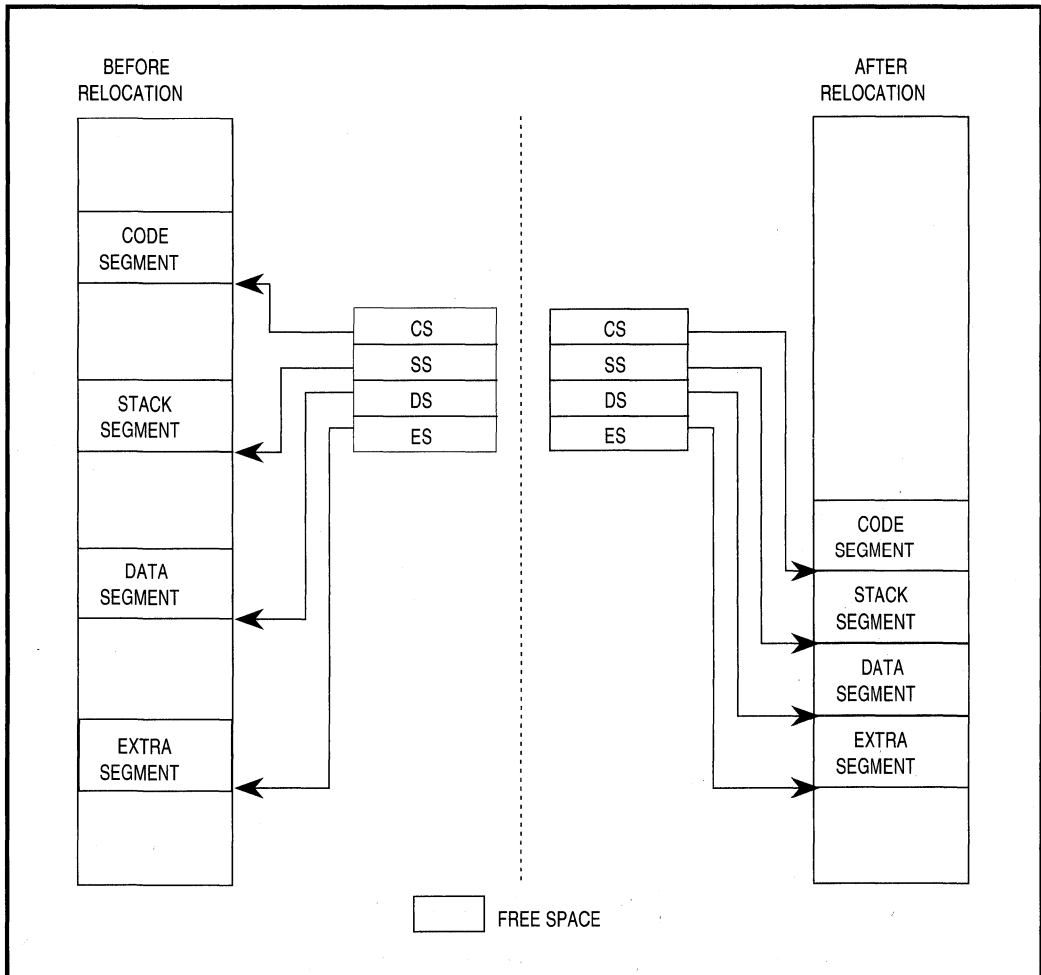 BEFORE
RELOCATION
CODE
SEGMENT
STACK
SEGMENT
DATA
SEGMENT
EXTRA
SEGMENT
CS
SS
DS
ES
CS
SS
DS
ES
AFTER
RELOCATION
CODE
SEGMENT
STACK
SEGMENT
DATA
SEGMENT
EXTRA
SEGMENT
FREE SPACE